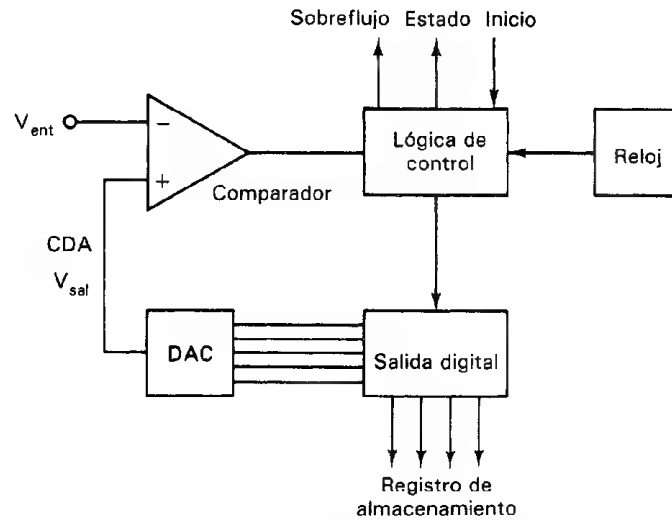 Sobreflujo Estado Inicio
V_ent
−
+
Comparador
Lógica de
control
Reloj
CDA
V_sal
DAC
Salida digital
Registro de
almacenamiento